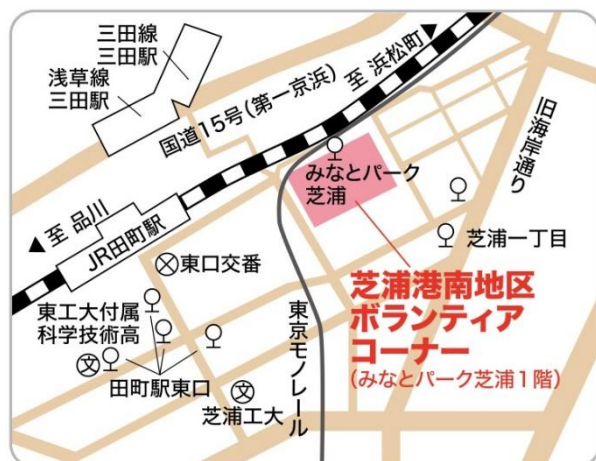 三田線
三田駅
浅草線
三田駅
国道15号(第一京浜)
至 浜松町
旧海岸通り
みなとパーク
芝浦
至 品川
JR田町駅
東口交番
芝浦一丁目
芝浦港南地区
ボランティア
コーナー
(みなとパーク芝浦1階)
東工大付属
科学技術高
文
田町駅東口
文
芝浦工大
東京モノレール